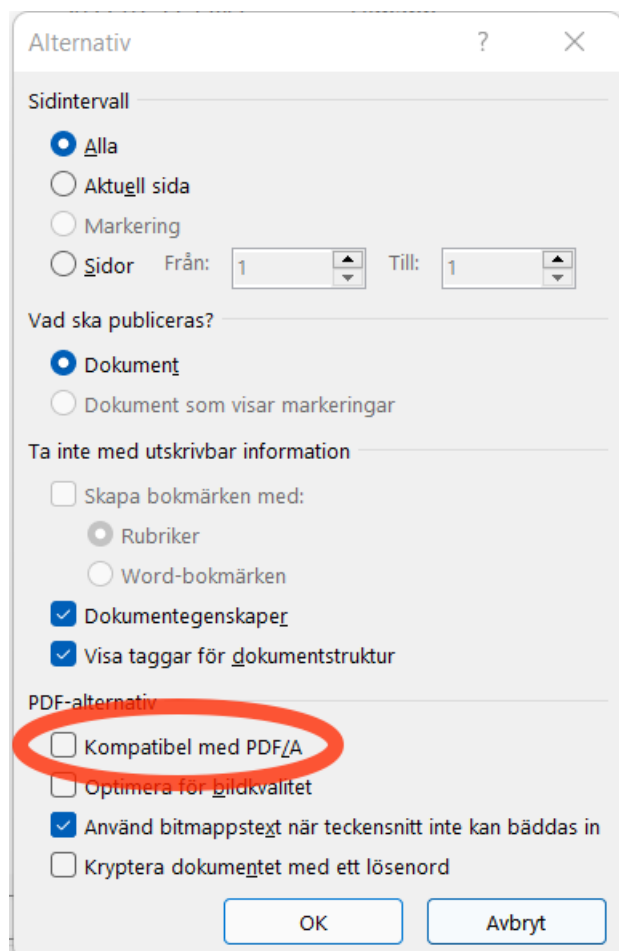 Alternativ ?
Sidintervall
Alla
Aktuell sida
Markering
Sidor Från: 1 Till: 1
Vad ska publiceras?
Dokument
Dokument som visar markeringar
Ta inte med utskrivbar information
Skapa bokmärken med:
Rubriker
Word-bokmärken
Dokumentegenskaper
Visa taggar för dokumentstruktur
PDF-alternativ
Kompatibel med PDF/A
Optimera för bildkvalitet
Använd bitmappstext när teckensnitt inte kan bäddas in
Kryptera dokumentet med ett lösenord
OK Avbryt